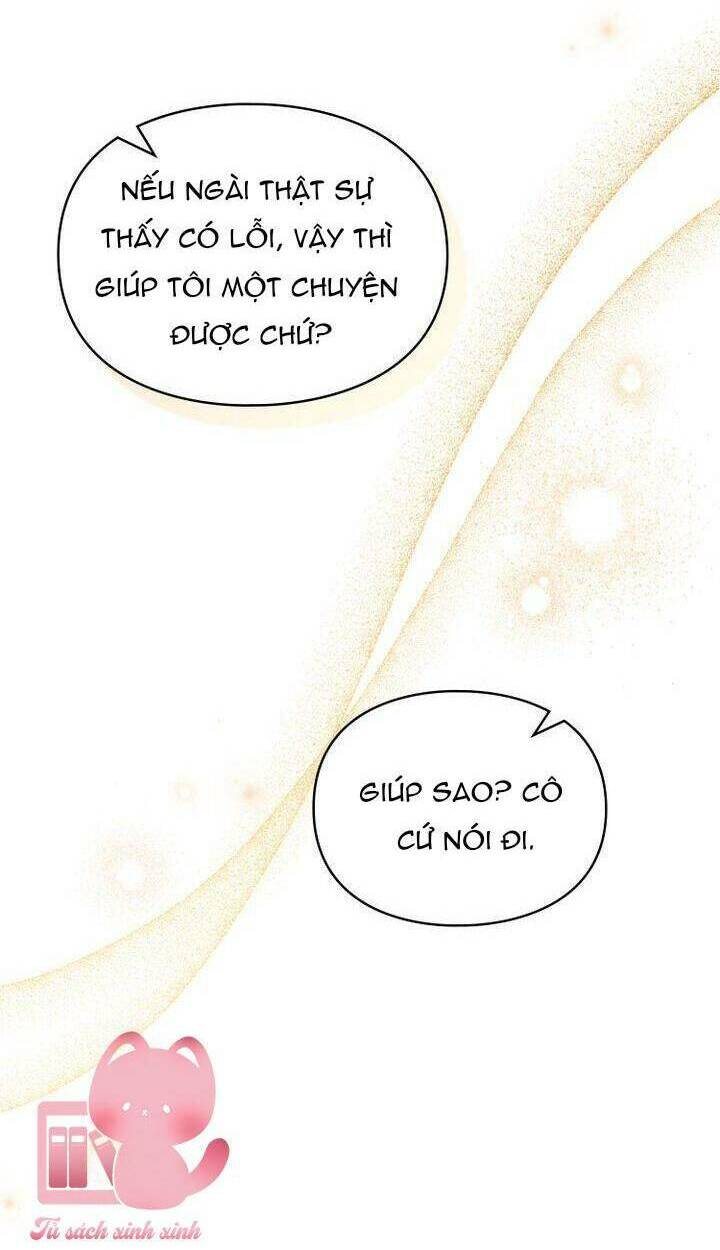 NẾU NGÀI THẬT SỰ
THẤY CÓ LỖI, VẬY THÌ
GIÚP TÔI MỘT CHUYỆN
ĐƯỢC CHỨ?
GIÚP SAO? CÔ
CỨ NÓI ĐI.
Tủ sách xinh xinh